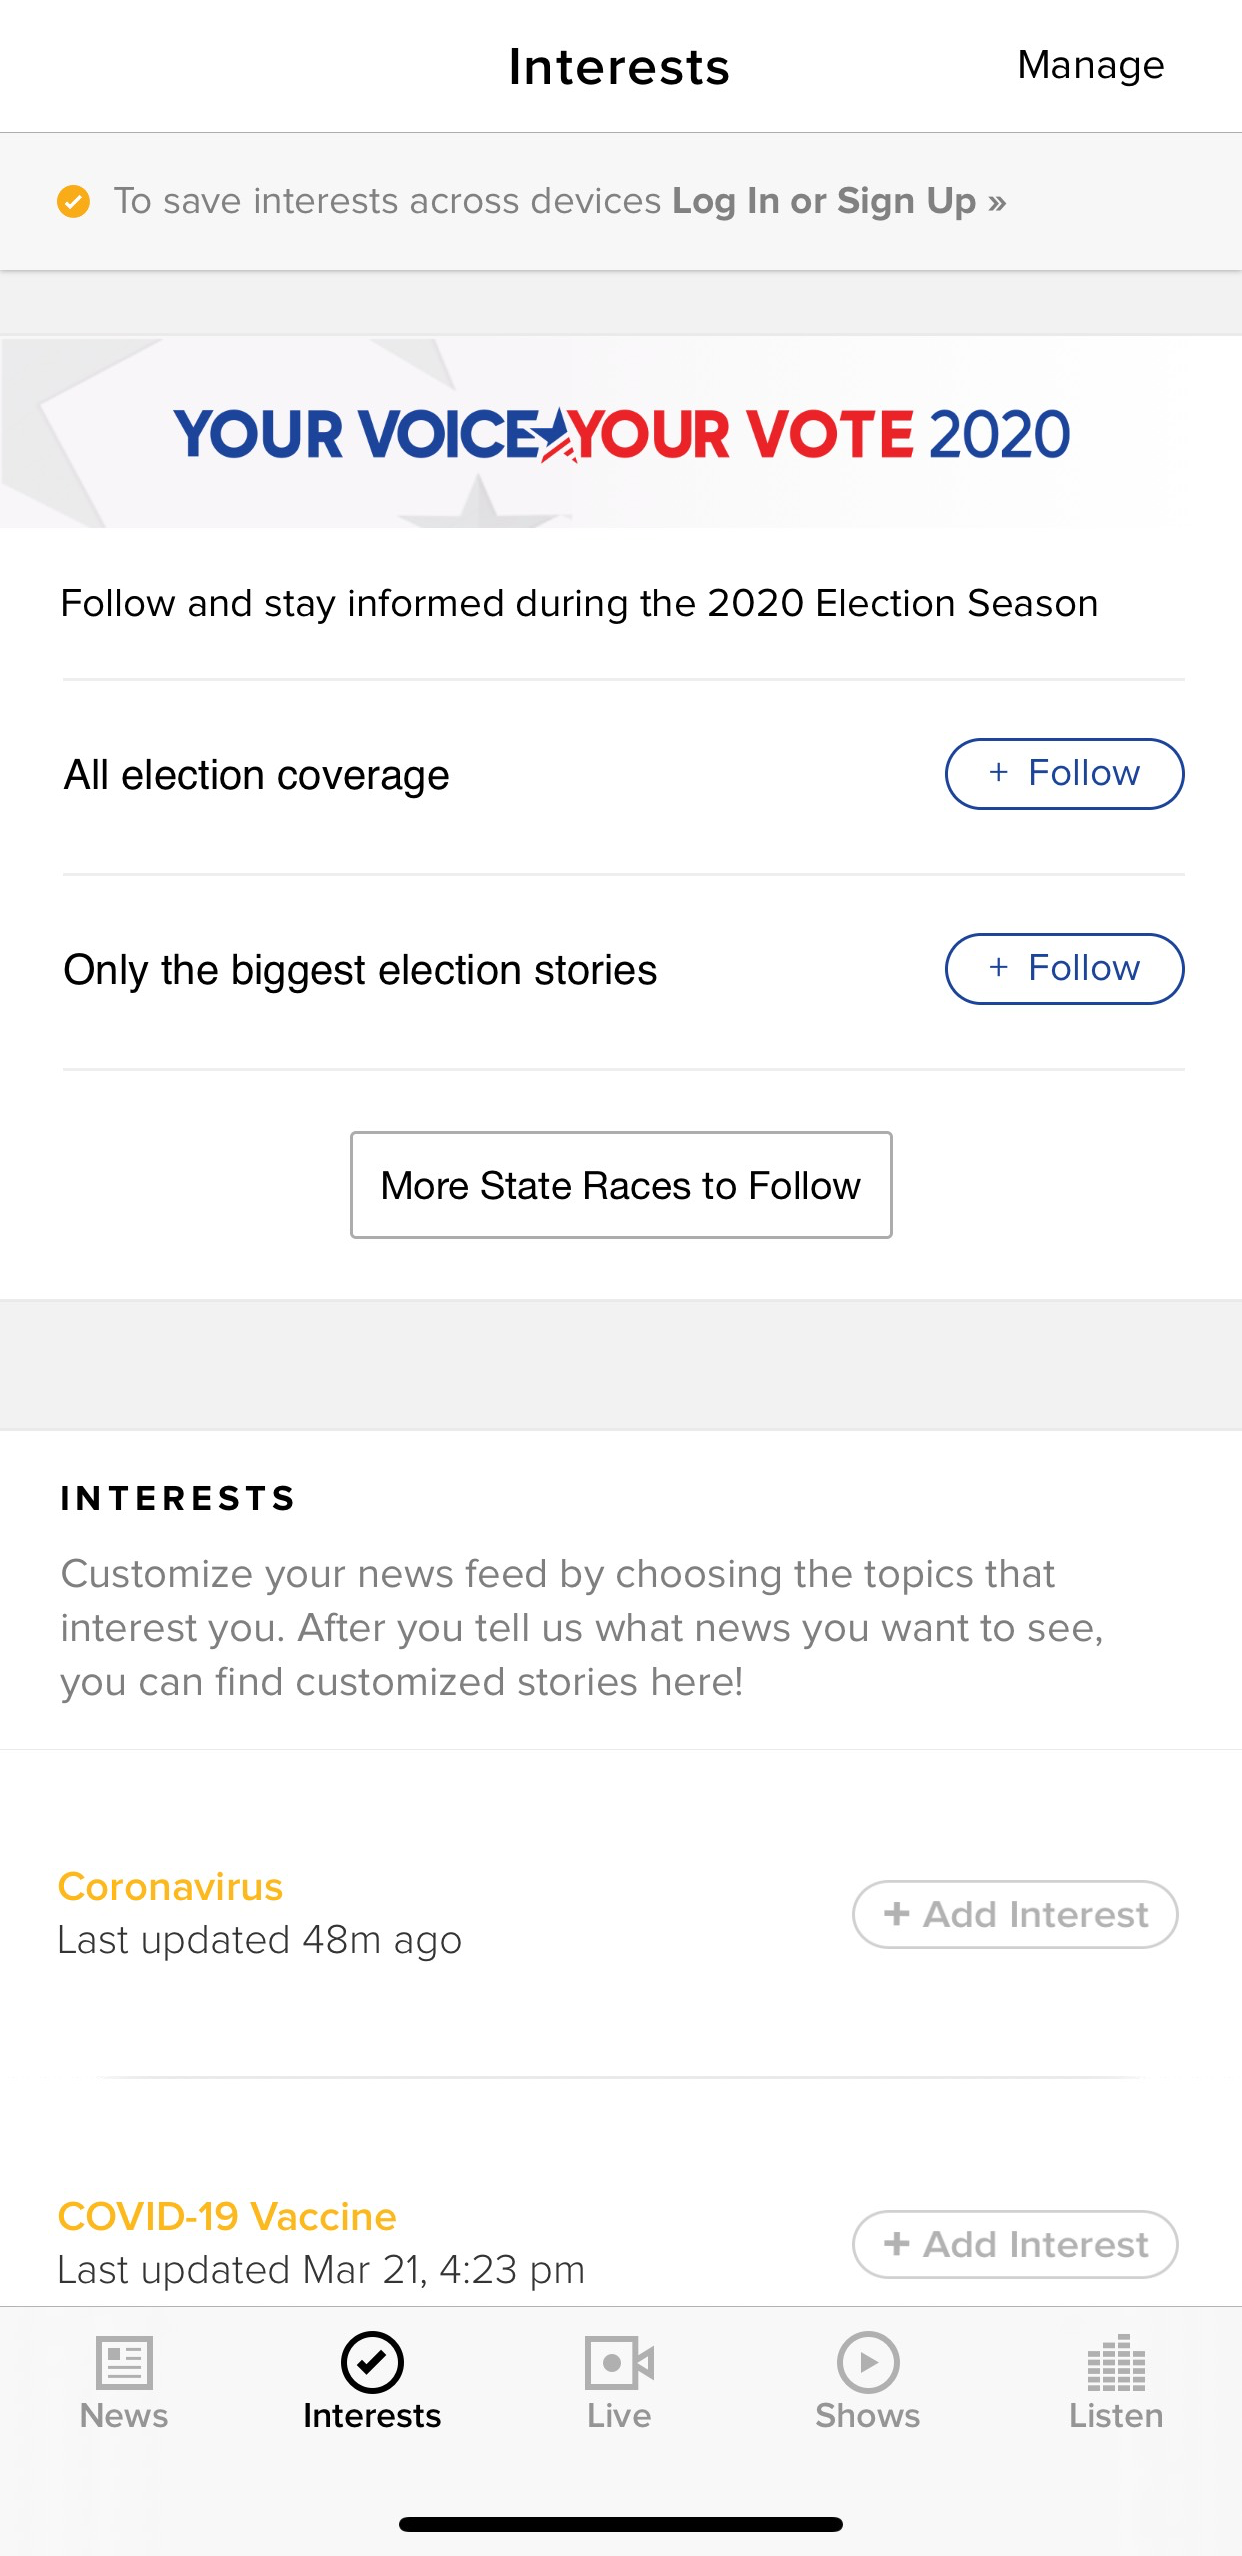 Interests
Manage
To save interests across devices Log In or Sign Up »
YOUR VOICE YOUR VOTE 2020
Follow and stay informed during the 2020 Election Season
All election coverage
+ Follow
Only the biggest election stories
+ Follow
More State Races to Follow
INTERESTS
Customize your news feed by choosing the topics that
interest you. After you tell us what news you want to see,
you can find customized stories here!
Coronavirus
Last updated 48m ago
+ Add Interest
COVID-19 Vaccine
Last updated Mar 21, 4:23 pm
+ Add Interest
News
Interests
Live
Shows
Listen